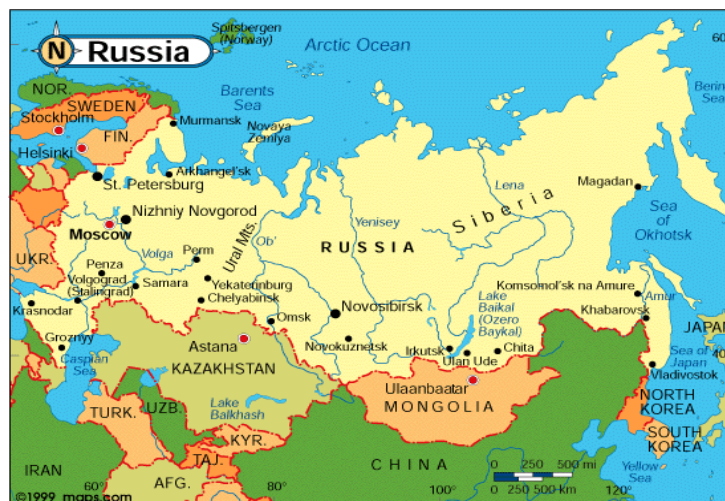 Spitsbergen
(Norway)
Arctic Ocean
60
N
Russia
NOR.
SWEDEN
Stockholm
FIN.
Helsinki
Barents
Sea
Murmansk
Novaya
Zemlya
Berin
Sea
Arkhangel'sk
St. Petersburg
Lena
Magadan
Siberia
Nizhniy Novgorod
Moscow
Yenisey
Sea
of
Okhotsk
RUSSIA
Ob'
Ural Mts.
UKR.
Volga
Perm
Penza
Volgograd
(Stalingrad)
Samara
Yekaterinburg
Chelyabinsk
Komsomol'sk na Amure
Amur
Khabarovsk
Krasnodar
Omsk
Novosibirsk
Lake
Baikal
(Ozero
Baykal)
Groznyy
Astana
KAZAKHSTAN
Novokuznetsk
Irkutsk
Ulan Ude
Chita
JAPAN
Sea of
Japan
40
Caspian
Sea
Vladivostok
Ulaanbaatar
MONGOLIA
Lake
Balkhash
TURK.
UZB.
KYR.
TAJ.
NORTH
KOREA
SOUTH
KOREA
IRAN
AFG.
CHINA
0 250 500 mi
0 250 500 km
Yellow
Sea
60°
80°
100°
120°
©1999 maps.com